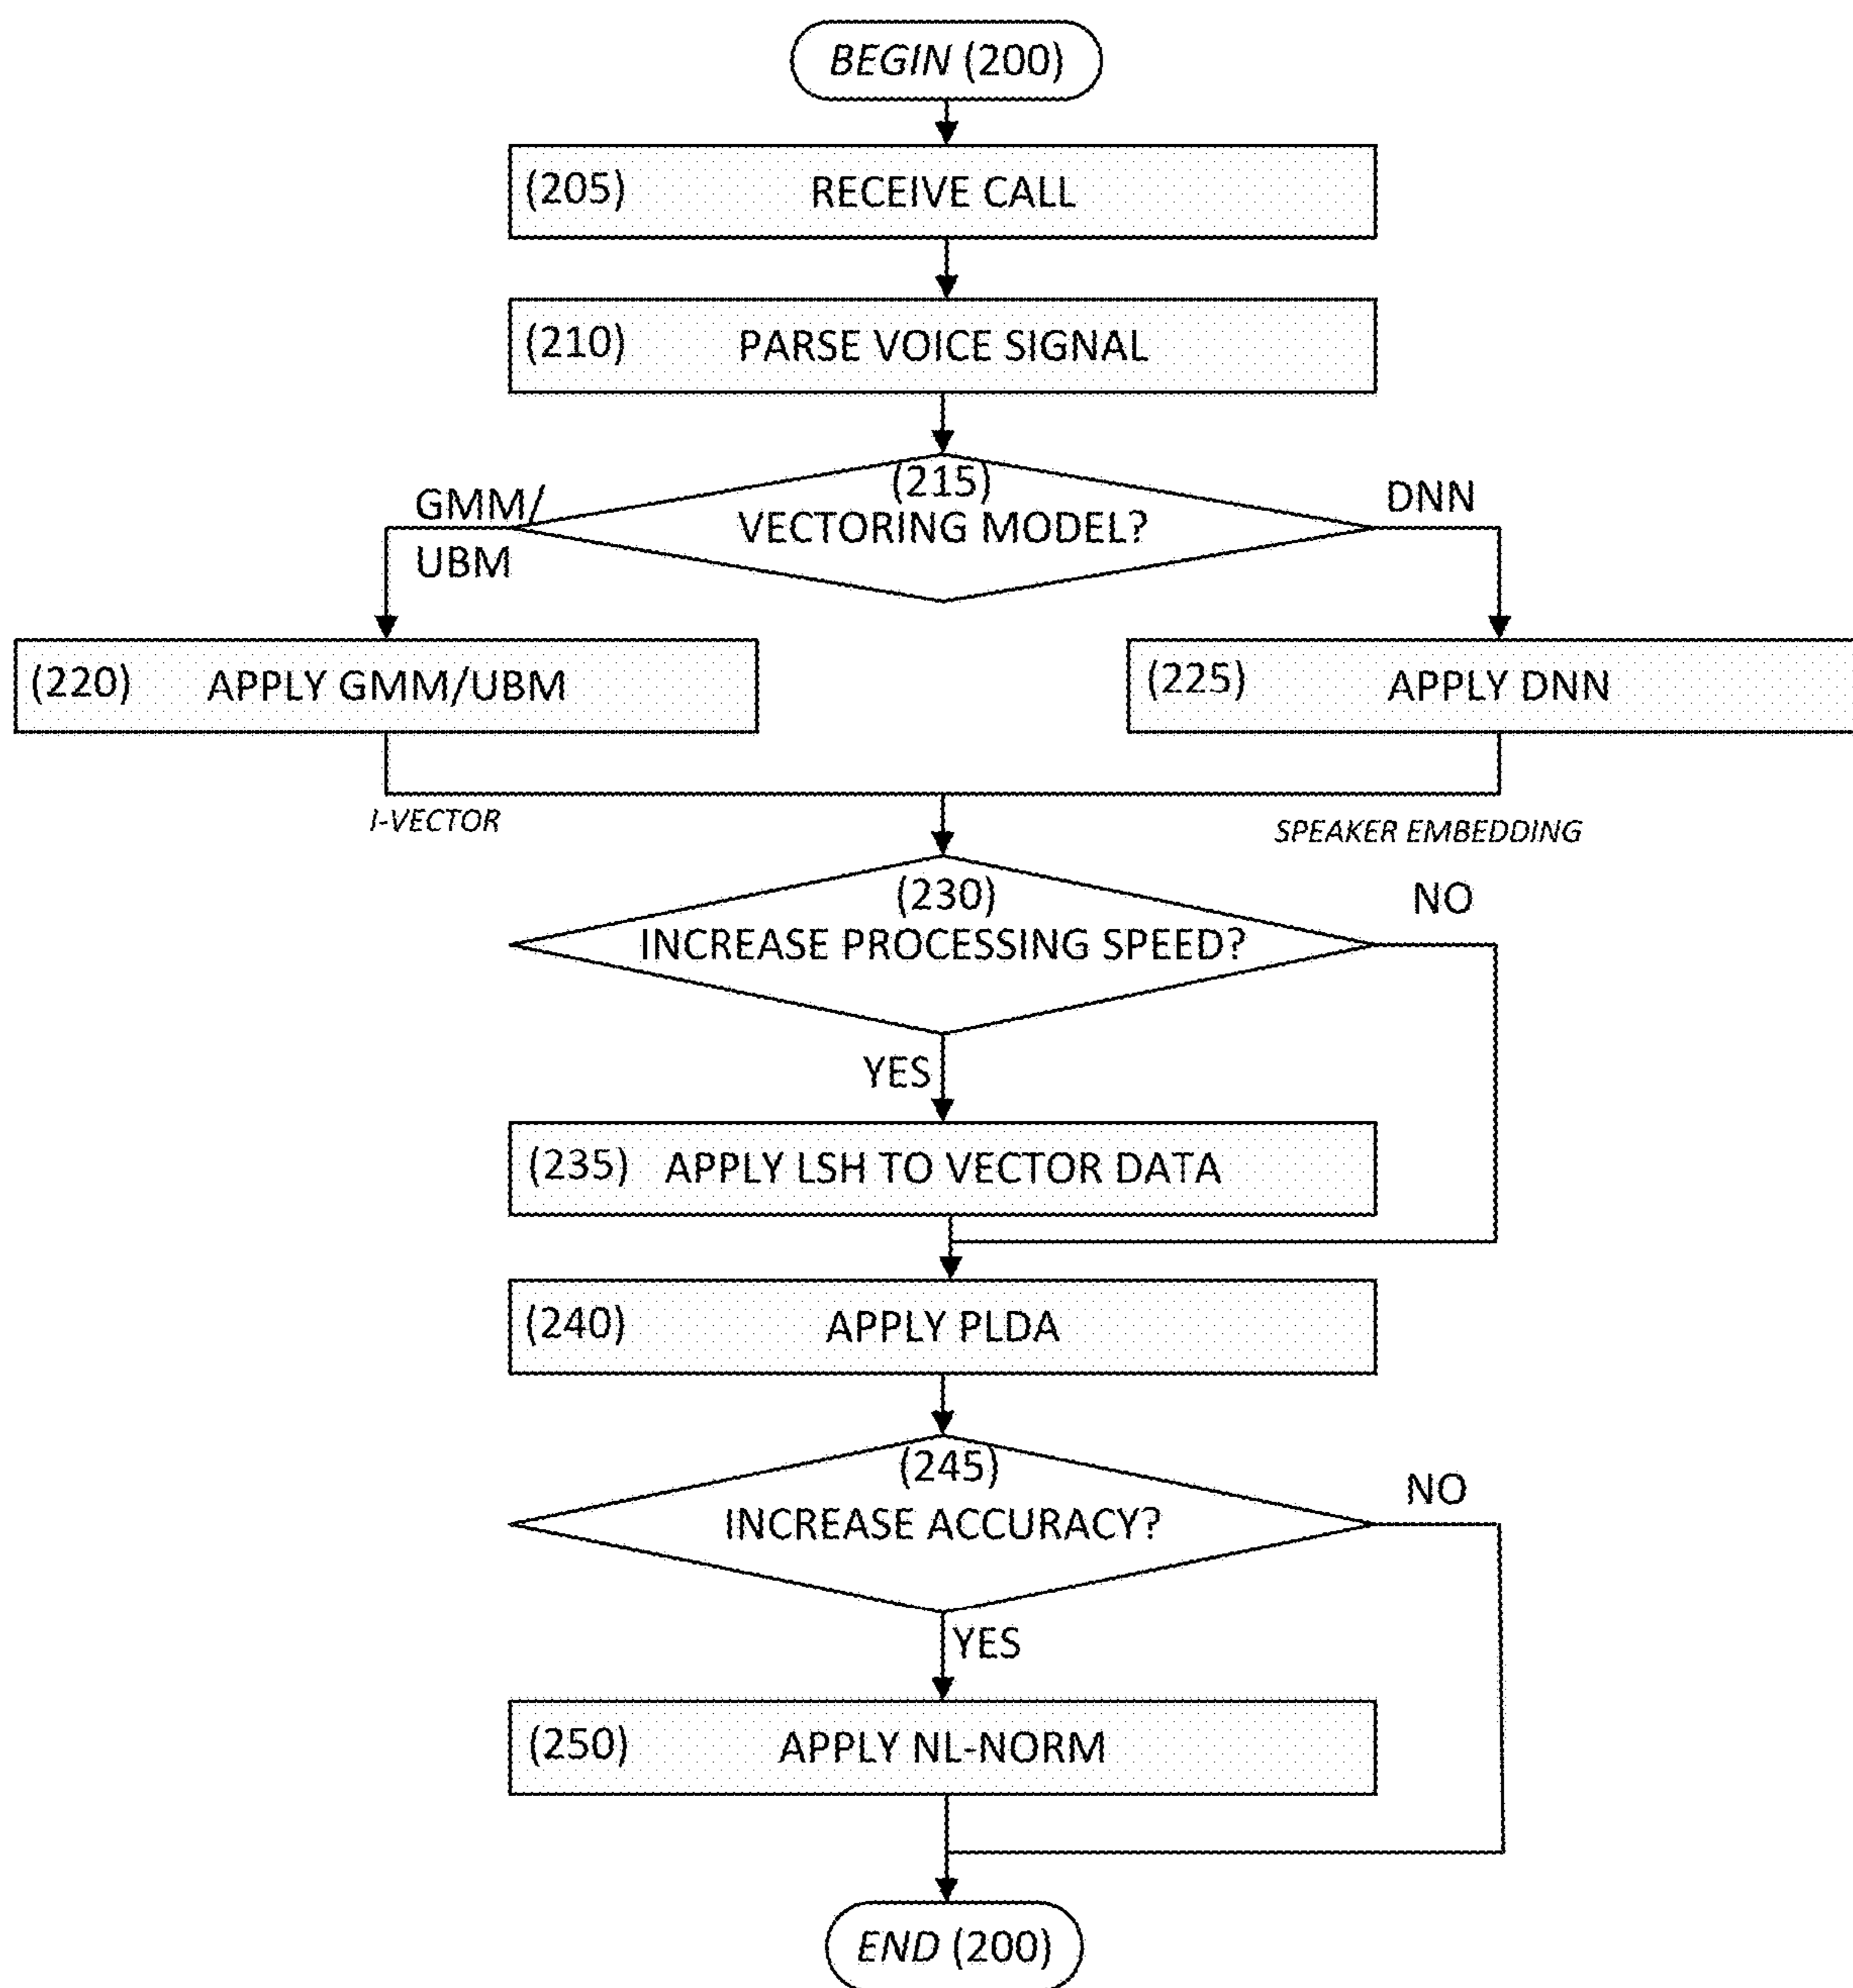 BEGIN (200)
(205) RECEIVE CALL
(210) PARSE VOICE SIGNAL
(215)
VECTORING MODEL?
GMM/
UBM
DNN
(220) APPLY GMM/UBM
(225) APPLY DNN
I-VECTOR
SPEAKER EMBEDDING
(230)
INCREASE PROCESSING SPEED?
NO
YES
(235) APPLY LSH TO VECTOR DATA
(240) APPLY PLDA
(245)
INCREASE ACCURACY?
NO
YES
(250) APPLY NL-NORM
END (200)